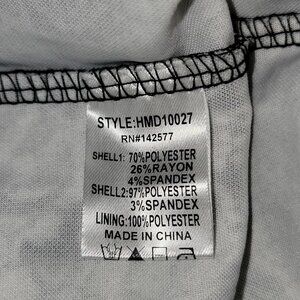 STYLE:HMD10027
RN#142577
SHELL1: 70%POLYESTER
26%RAYON
4%SPANDEX
SHELL2:97%POLYESTER
3%SPANDEX
LINING:100%POLYESTER
MADE IN CHINA